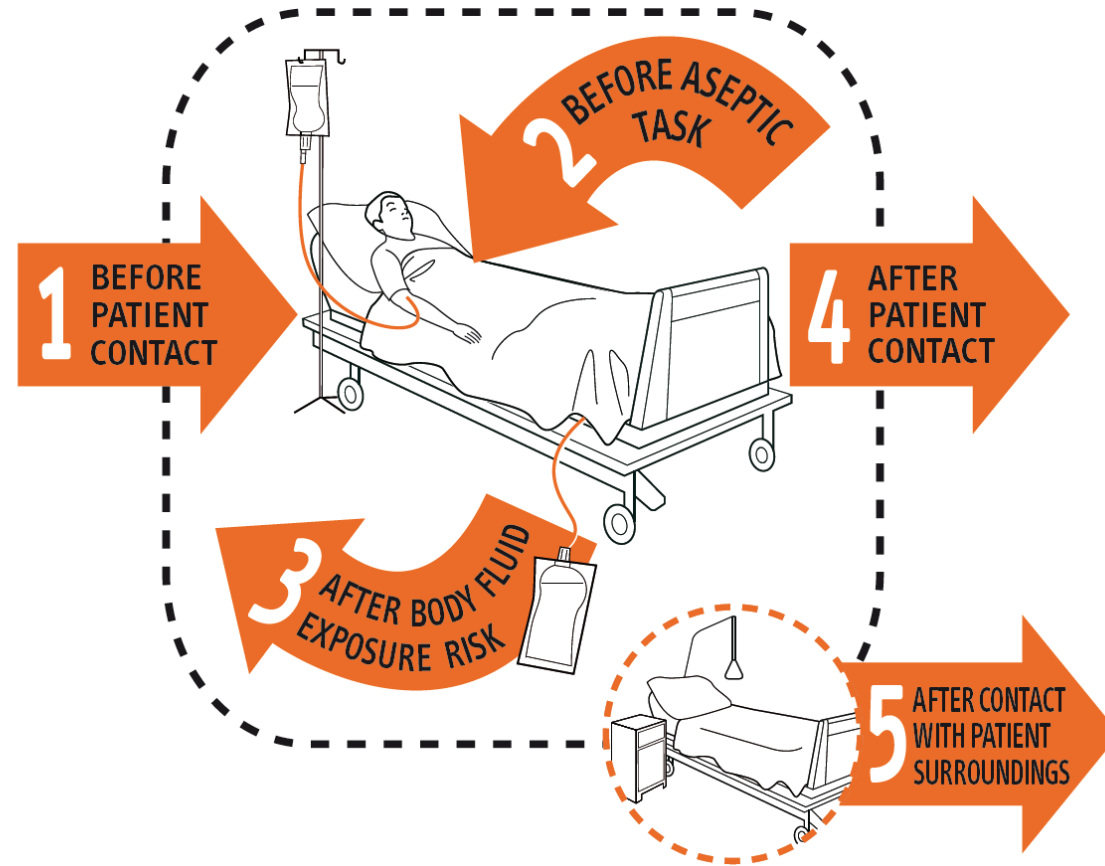 1 BEFORE
PATIENT
CONTACT
2 BEFORE ASEPTIC
TASK
3 AFTER BODY FLUID
EXPOSURE RISK
4 AFTER
PATIENT
CONTACT
5 AFTER CONTACT
WITH PATIENT
SURROUNDINGS